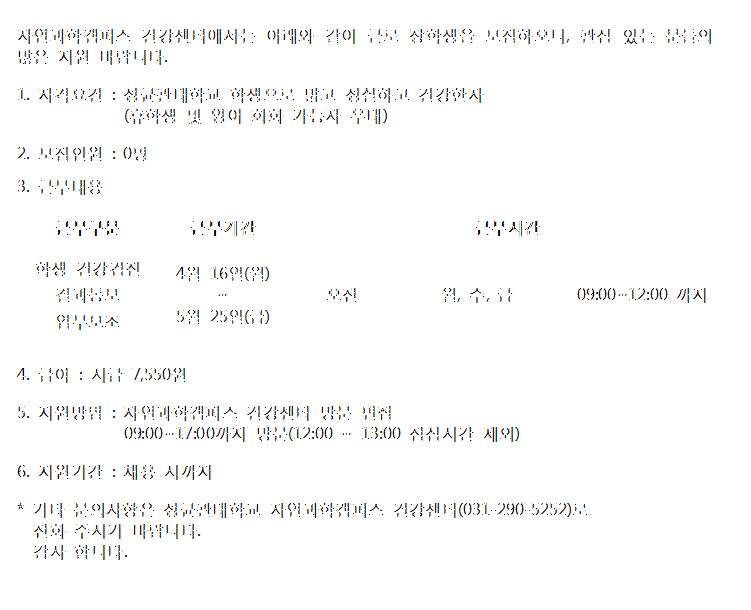 자연과학캠퍼스 건강센터에서는 아래와 같이 근로 장학생을 모집하오니, 관심 있는 분들의
많은 지원 바랍니다.
1. 자격요건 : 성균관대학교 학생으로 밝고 성실하고 건강한자
(휴학생 및 영어 회화 가능자 우대)
2. 모집인원 : 0명
3. 근무내용
근무구분 근무기간 근무시간
학생 건강검진
결과통보
업무보조
4월 16일(월)
~
5월 25일(금)
오전 월, 수, 금 09:00~12:00 까지
4. 급여 : 시급 7,550원
5. 지원방법 : 자연과학캠퍼스 건강센터 방문 면접
09:00~17:00까지 방문(12:00 ~ 13:00 점심시간 제외)
6. 지원기간 : 채용 시까지
* 기타 문의사항은 성균관대학교 자연과학캠퍼스 건강센터(031-290-5252)로
전화 주시기 바랍니다.
감사 합니다.